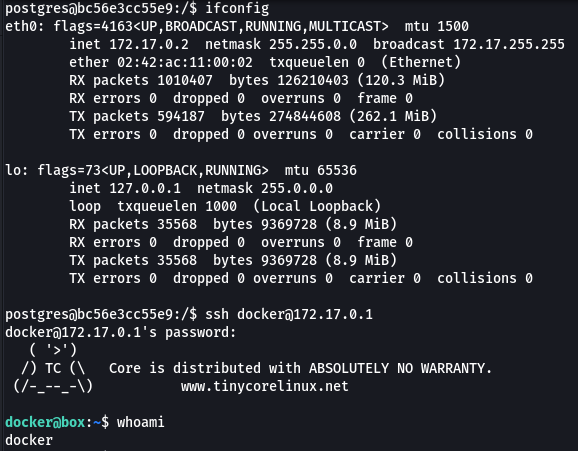 postgres@bc56e3cc55e9:/$ ifconfig
eth0: flags=4163<UP,BROADCAST,RUNNING,MULTICAST>  mtu 1500
        inet 172.17.0.2  netmask 255.255.0.0  broadcast 172.17.255.255
        ether 02:42:ac:11:00:02  txqueuelen 0  (Ethernet)
        RX packets 1010407  bytes 126210403 (120.3 MiB)
        RX errors 0  dropped 0  overruns 0  frame 0
        TX packets 594187  bytes 274844608 (262.1 MiB)
        TX errors 0  dropped 0 overruns 0  carrier 0  collisions 0

lo: flags=73<UP,LOOPBACK,RUNNING>  mtu 65536
        inet 127.0.0.1  netmask 255.0.0.0
        loop  txqueuelen 1000  (Local Loopback)
        RX packets 35568  bytes 9369728 (8.9 MiB)
        RX errors 0  dropped 0  overruns 0  frame 0
        TX packets 35568  bytes 9369728 (8.9 MiB)
        TX errors 0  dropped 0 overruns 0  carrier 0  collisions 0

postgres@bc56e3cc55e9:/$ ssh docker@172.17.0.1
docker@172.17.0.1's password:
   ( '>')
  /) TC (\   Core is distributed with ABSOLUTELY NO WARRANTY.
 (/-_--_-\)           www.tinycorelinux.net

docker@box:~$ whoami
docker